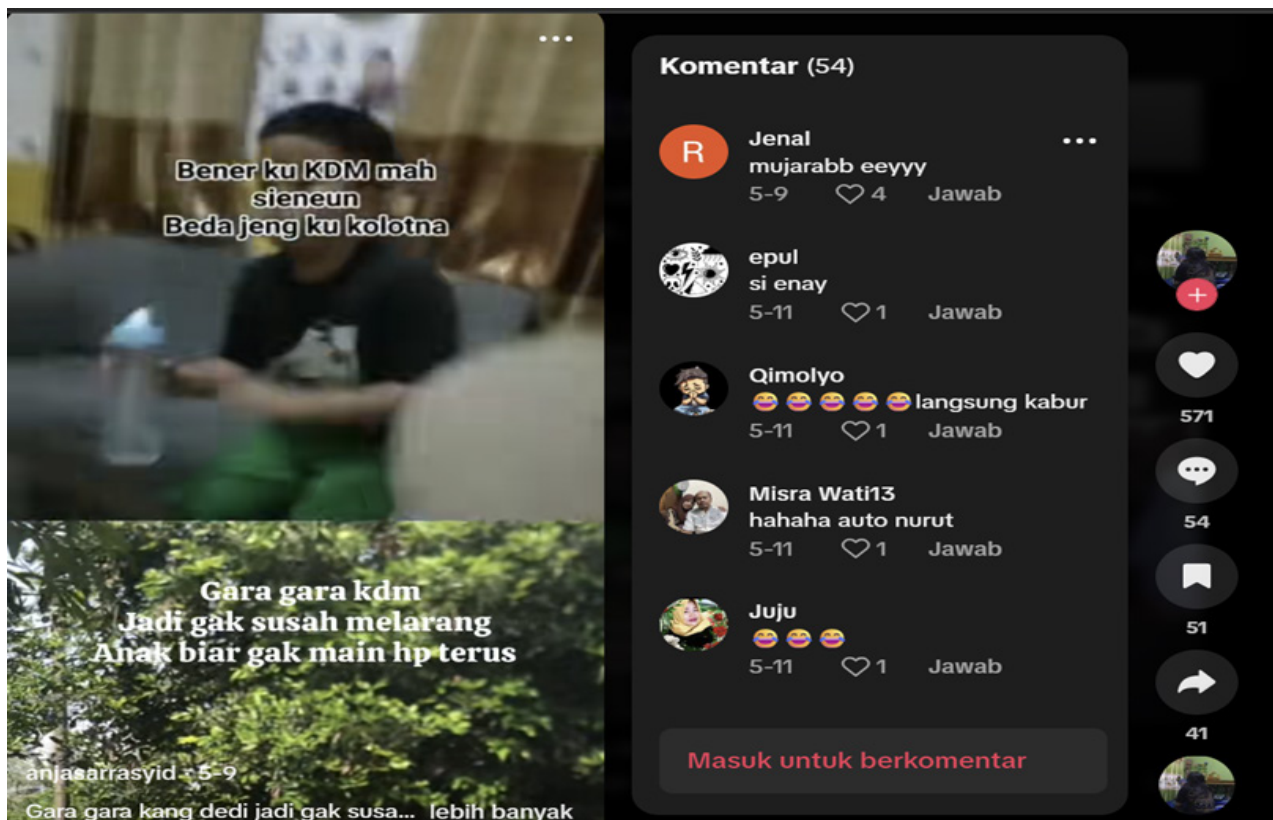 Bener ku KDM mah
sieneun
Beda jeng ku kolotna
Gara gara kdm
Jadi gak susah melarang
Anak biar gak main hp terus
anjasarrasyid · 5-9
Gara gara kang dedi jadi gak susa... lebih banyak
Komentar (54)
R
Jenal
mujarabb eeyyy
5-9 4 Jawab
epul
si enay
5-11 1 Jawab
Qimolyo
😂😂😂😂😂langsung kabur
5-11 1 Jawab
Misra Wati13
hahaha auto nurut
5-11 1 Jawab
Juju
😂😂😂
5-11 1 Jawab
Masuk untuk berkomentar
571
54
51
41